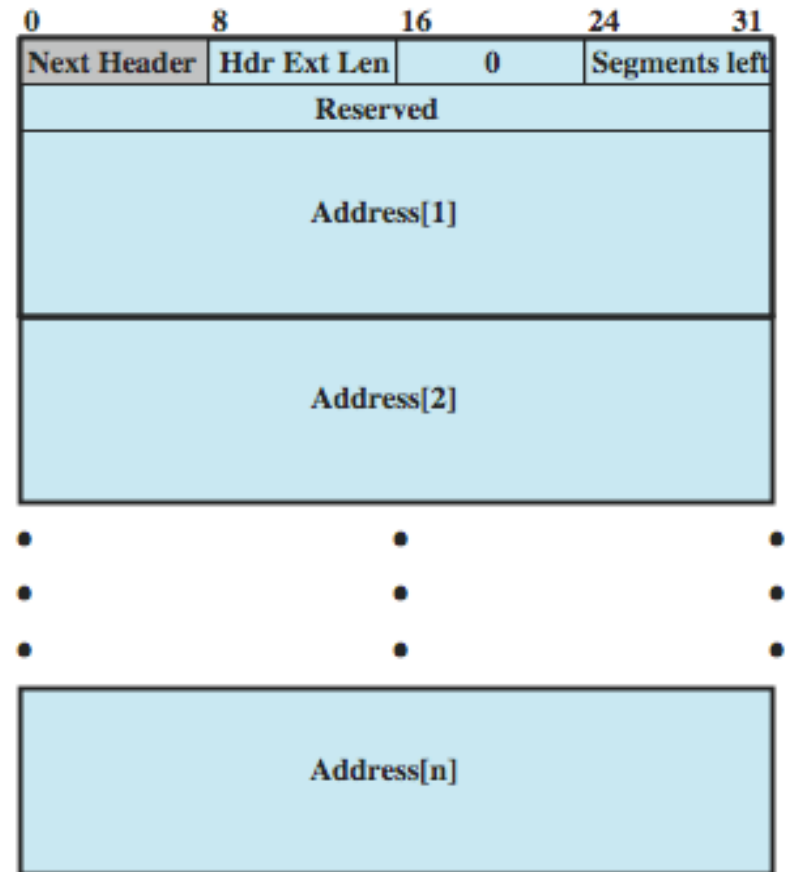 0 8 16 24 31
Next Header Hdr Ext Len 0 Segments left
Reserved
Address[1]
Address[2]
Address[n]